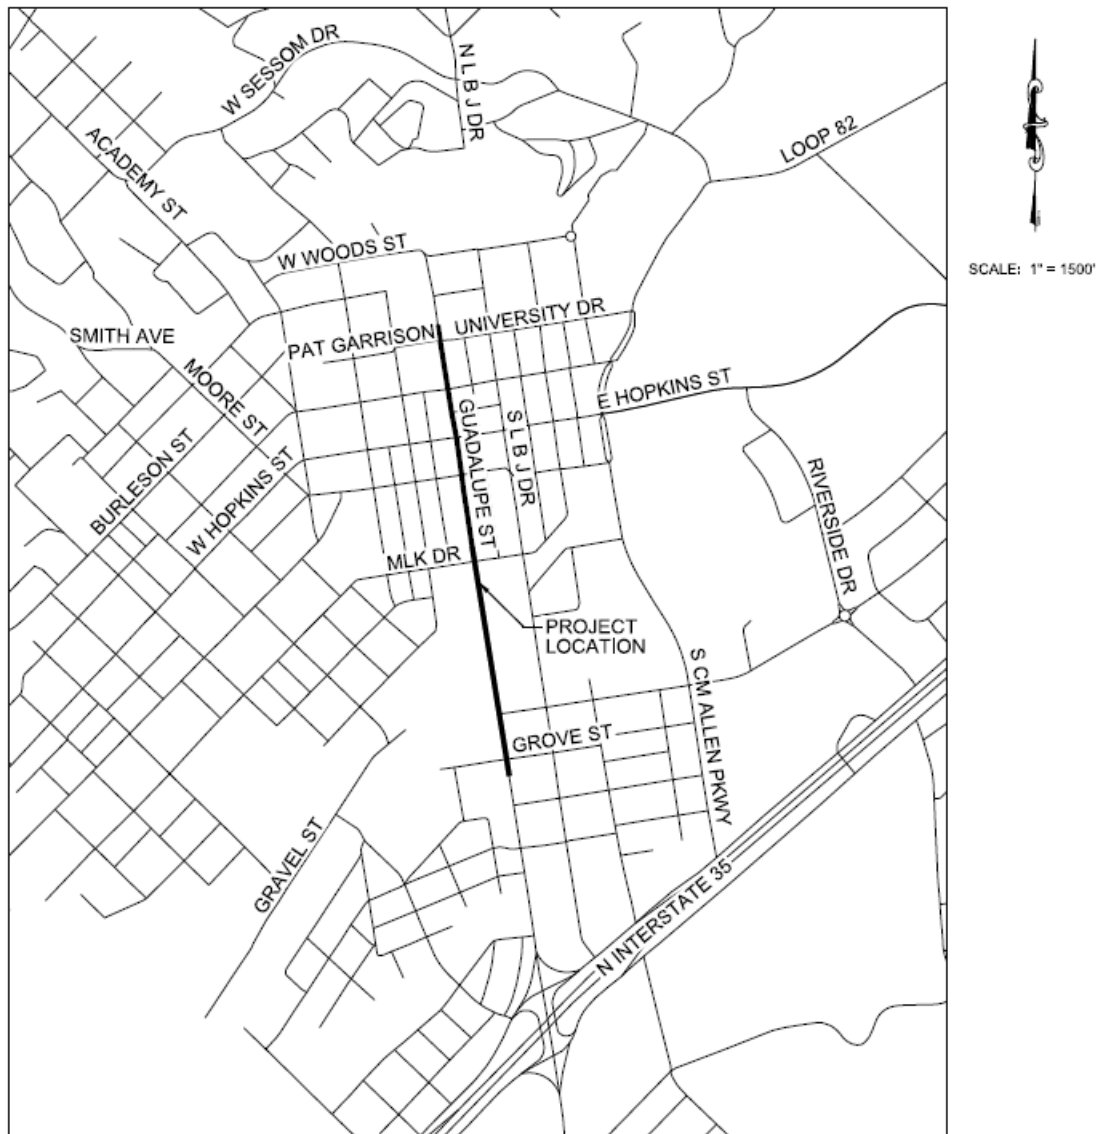 W SESSOM DR
N L B J DR
ACADEMY ST
LOOP 82
W WOODS ST
SCALE: 1" = 1500'
SMITH AVE
PAT GARRISON
UNIVERSITY DR
MOORE ST
E HOPKINS ST
GUADALUPE ST
S L B J DR
BURLESON ST
W HOPKINS ST
RIVERSIDE DR
MLK DR
PROJECT
LOCATION
S CM ALLEN PKWY
GROVE ST
GRAVEL ST
N INTERSTATE 35